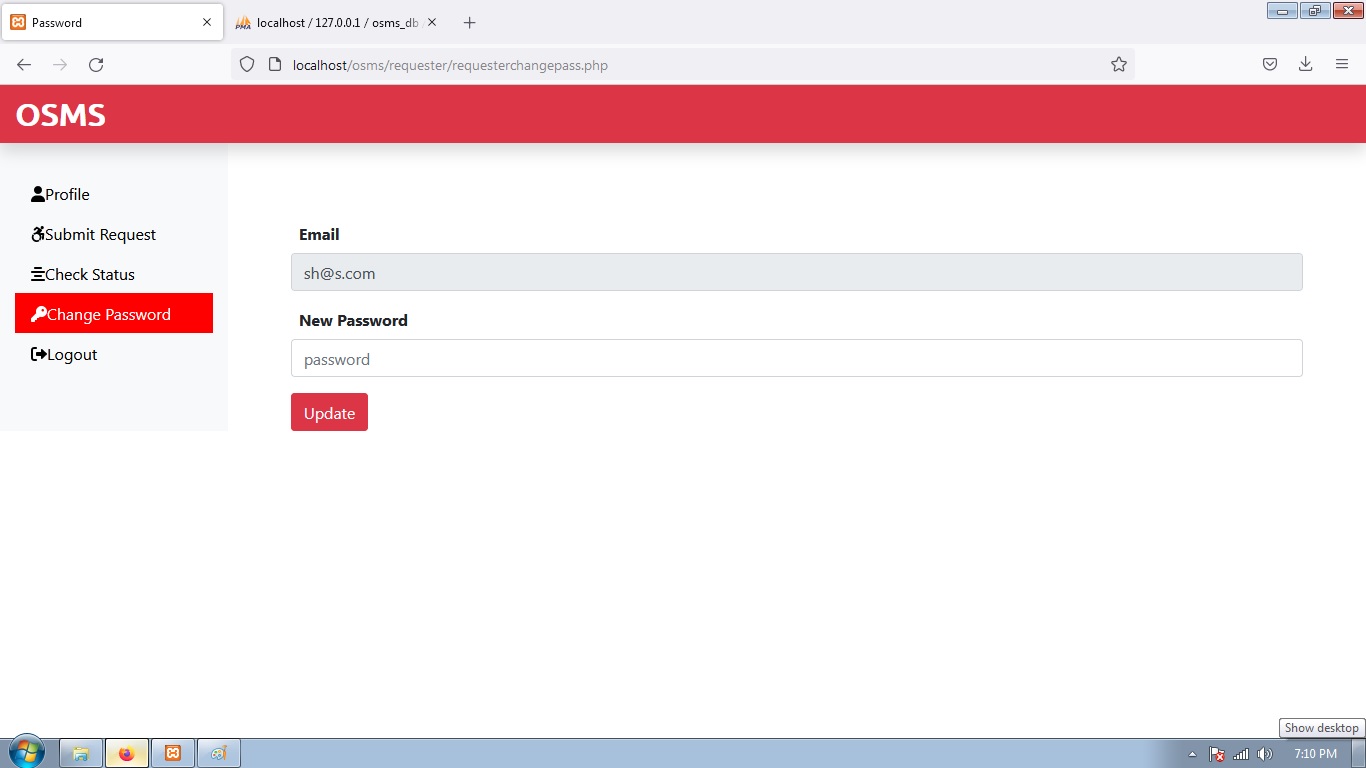 Password
localhost / 127.0.0.1 / osms_db
localhost/osms/requester/requesterchangepass.php
OSMS
Profile
Submit Request
Check Status
Change Password
Logout
Email
sh@s.com
New Password
password
Update
Show desktop
7:10 PM